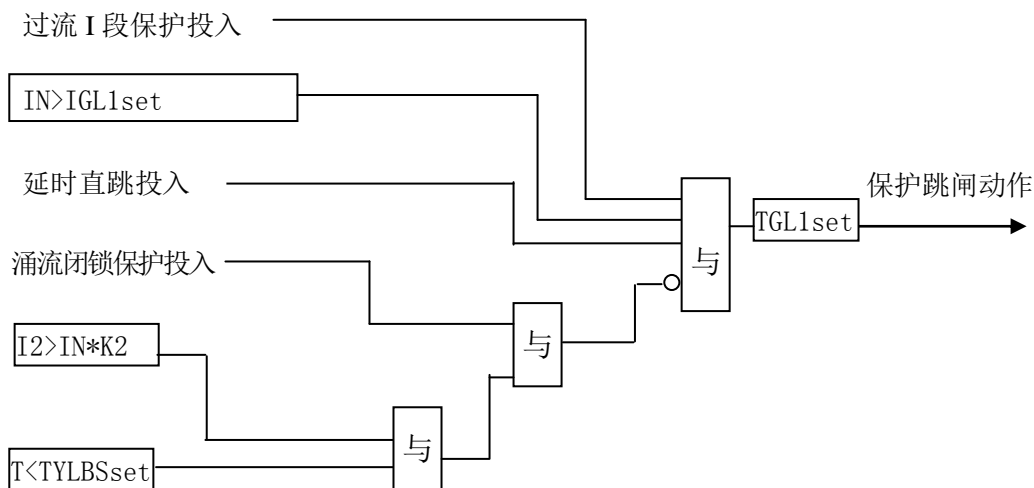 过流 I 段保护投入
IN>IGL1set
延时直跳投入
保护跳闸动作
TGL1set
与
涌流闭锁保护投入
与
I2>IN*K2
与
T<TYLBSset